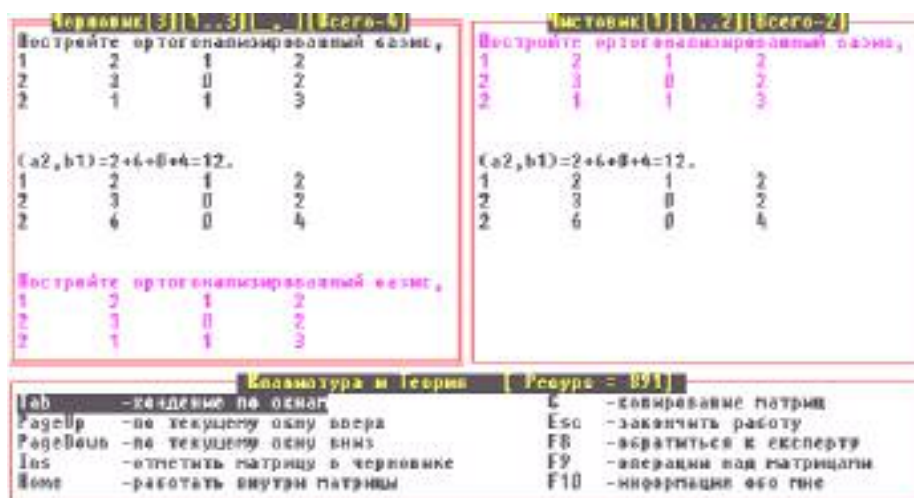 Черновик[3][1..3][_,_][Всего-4]
Постройте ортогонализированный базис,
1 2 1 2
2 3 0 2
2 1 1 3
(a2,b1)=2+6+0+4=12.
1 2 1 2
2 3 0 2
2 6 0 4
Постройте ортогонализированный базис,
1 2 1 2
2 3 0 2
2 1 1 3
Чистовик[1][1..2][Всего-2]
Постройте ортогонализированный базис,
1 2 1 2
2 3 0 2
2 1 1 3
(a2,b1)=2+6+0+4=12.
1 2 1 2
2 3 0 2
2 6 0 4
Клавиатура и Теория [ Ресурс = 891]
Tab -хождение по окнам
PageUp -по текущему окну вверх
PageDown -по текущему окну вниз
Ins -отметить матрицу в черновике
Home -работать внутри матрицы
-копирование матриц
Esc -закончить работу
F8 -обратиться к эксперту
F9 -операции над матрицами
F10 -информация обо мне